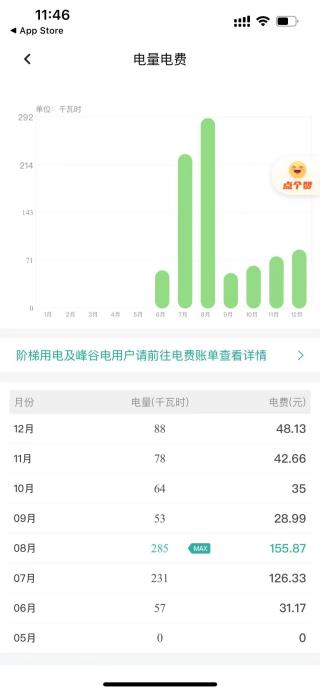 11:46
◀ App Store
电量电费
单位：千瓦时
292
214
143
71
0
1月 2月 3月 4月 5月 6月 7月 8月 9月 10月 11月 12月
点个赞
阶梯用电及峰谷电用户请前往电费账单查看详情
月份 电量(千瓦时) 电费(元)
12月 88 48.13
11月 78 42.66
10月 64 35
09月 53 28.99
08月 285 MAX 155.87
07月 231 126.33
06月 57 31.17
05月 0 0